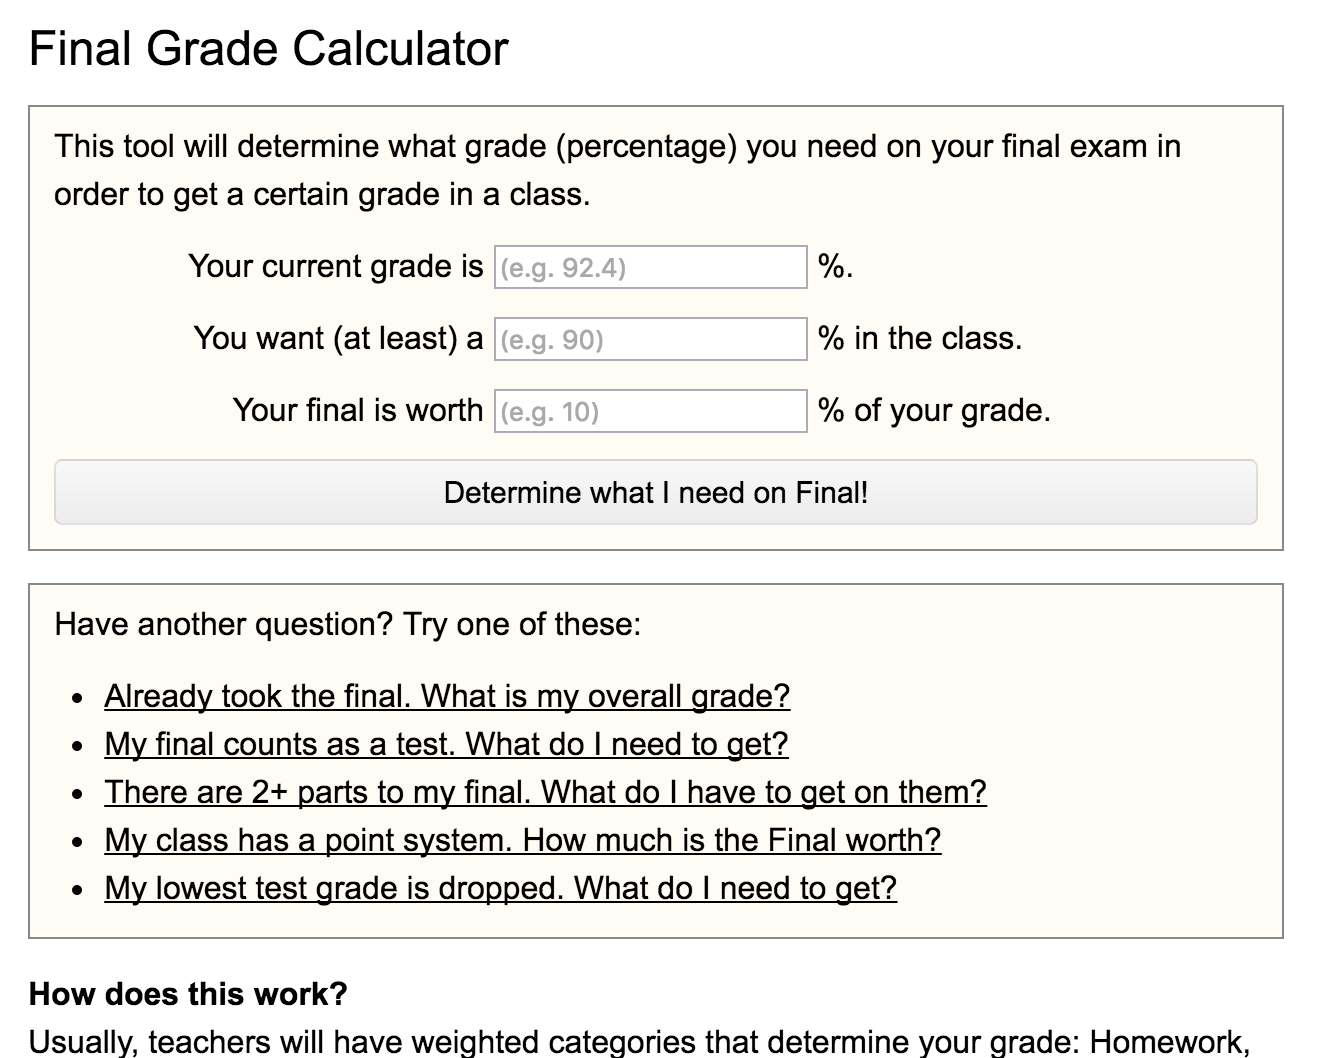 Final Grade Calculator
This tool will determine what grade (percentage) you need on your final exam in
order to get a certain grade in a class.
Your current grade is (e.g. 92.4) %.
You want (at least) a (e.g. 90) % in the class.
Your final is worth (e.g. 10) % of your grade.
Determine what I need on Final!
Have another question? Try one of these:
• Already took the final. What is my overall grade?
• My final counts as a test. What do I need to get?
• There are 2+ parts to my final. What do I have to get on them?
• My class has a point system. How much is the Final worth?
• My lowest test grade is dropped. What do I need to get?
How does this work?
Usually, teachers will have weighted categories that determine your grade: Homework,